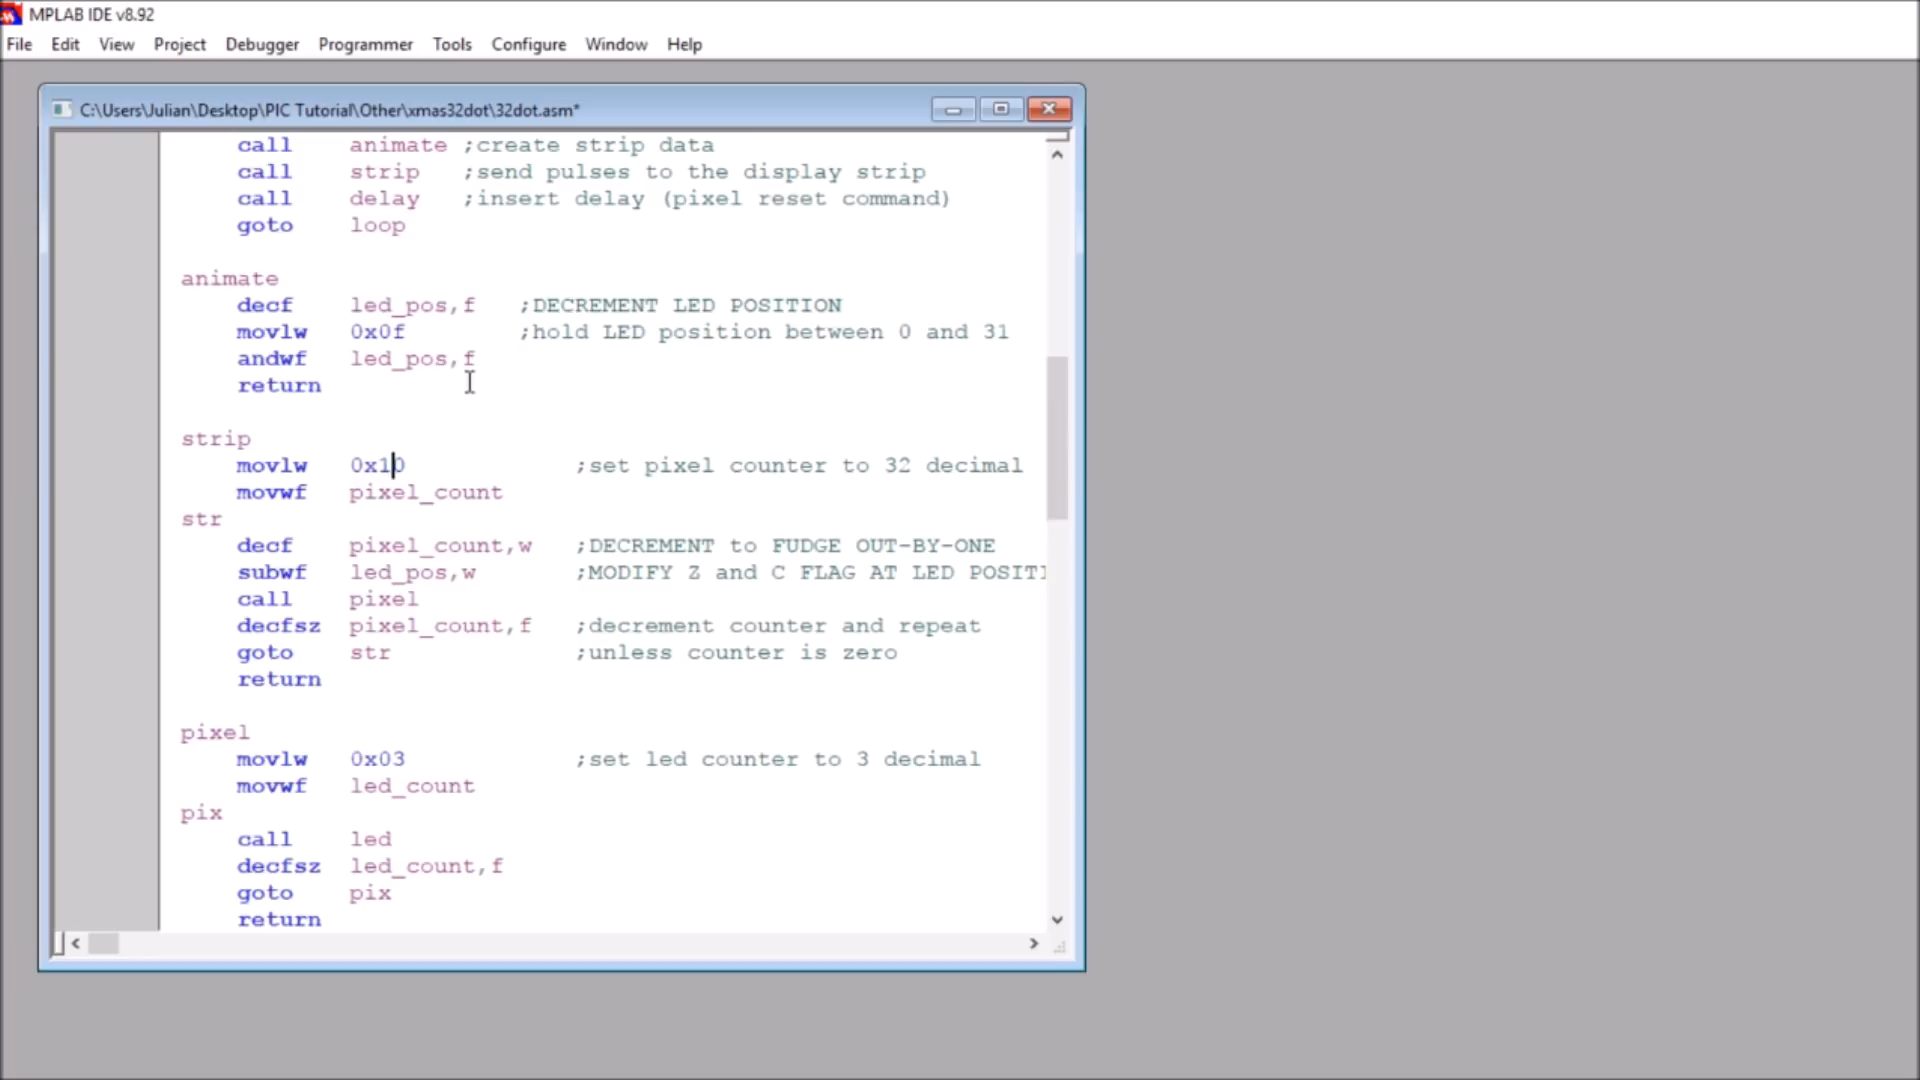 MPLAB IDE v8.92
File Edit View Project Debugger Programmer Tools Configure Window Help
C:\Users\Julian\Desktop\PIC Tutorial\Other\xmas32dot\32dot.asm*
call animate ;create strip data
call strip ;send pulses to the display strip
call delay ;insert delay (pixel reset command)
goto loop
animate
decf led_pos,f ;DECREMENT LED POSITION
movlw 0x0f ;hold LED position between 0 and 31
andwf led_pos,f
return
strip
movlw 0x10 ;set pixel counter to 32 decimal
movwf pixel_count
str
decf pixel_count,w ;DECREMENT to FUDGE OUT-BY-ONE
subwf led_pos,w ;MODIFY Z and C FLAG AT LED POSITI
call pixel
decfsz pixel_count,f ;decrement counter and repeat
goto str ;unless counter is zero
return
pixel
movlw 0x03 ;set led counter to 3 decimal
movwf led_count
pix
call led
decfsz led_count,f
goto pix
return